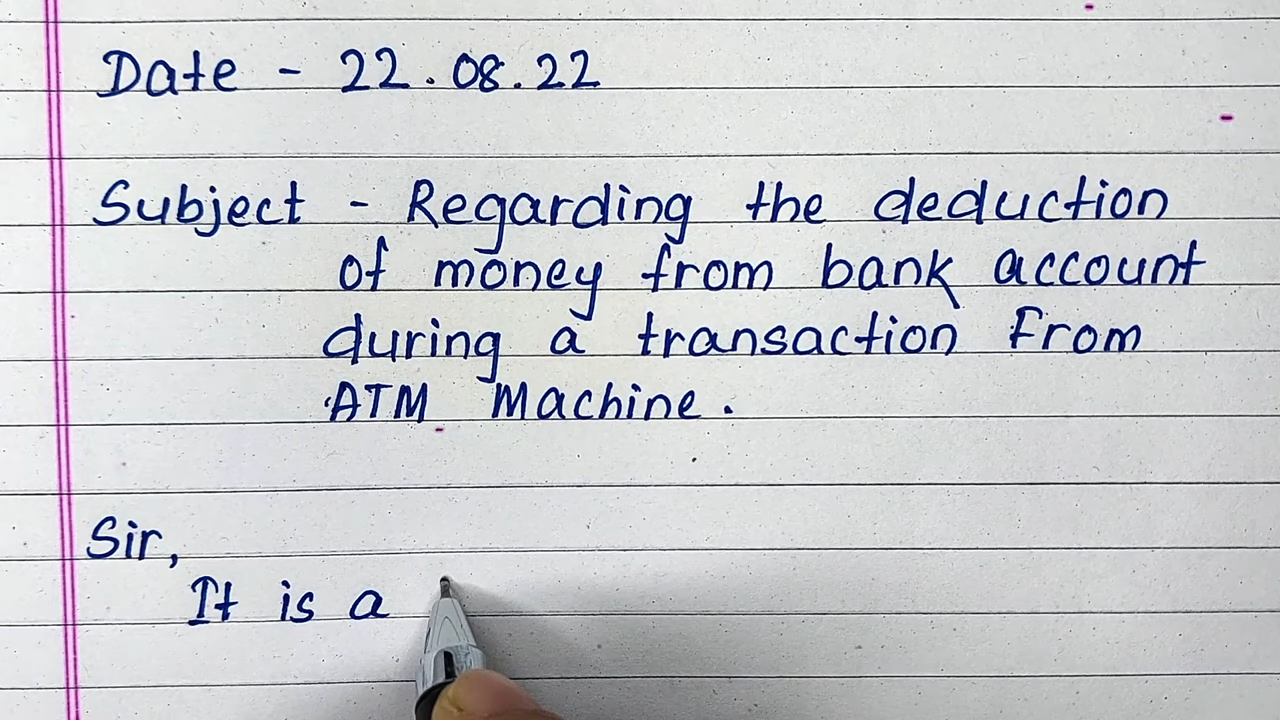 Date - 22.08.22
Subject - Regarding the deduction
of money from bank account
during a transaction From
ATM Machine.
Sir,
It is a